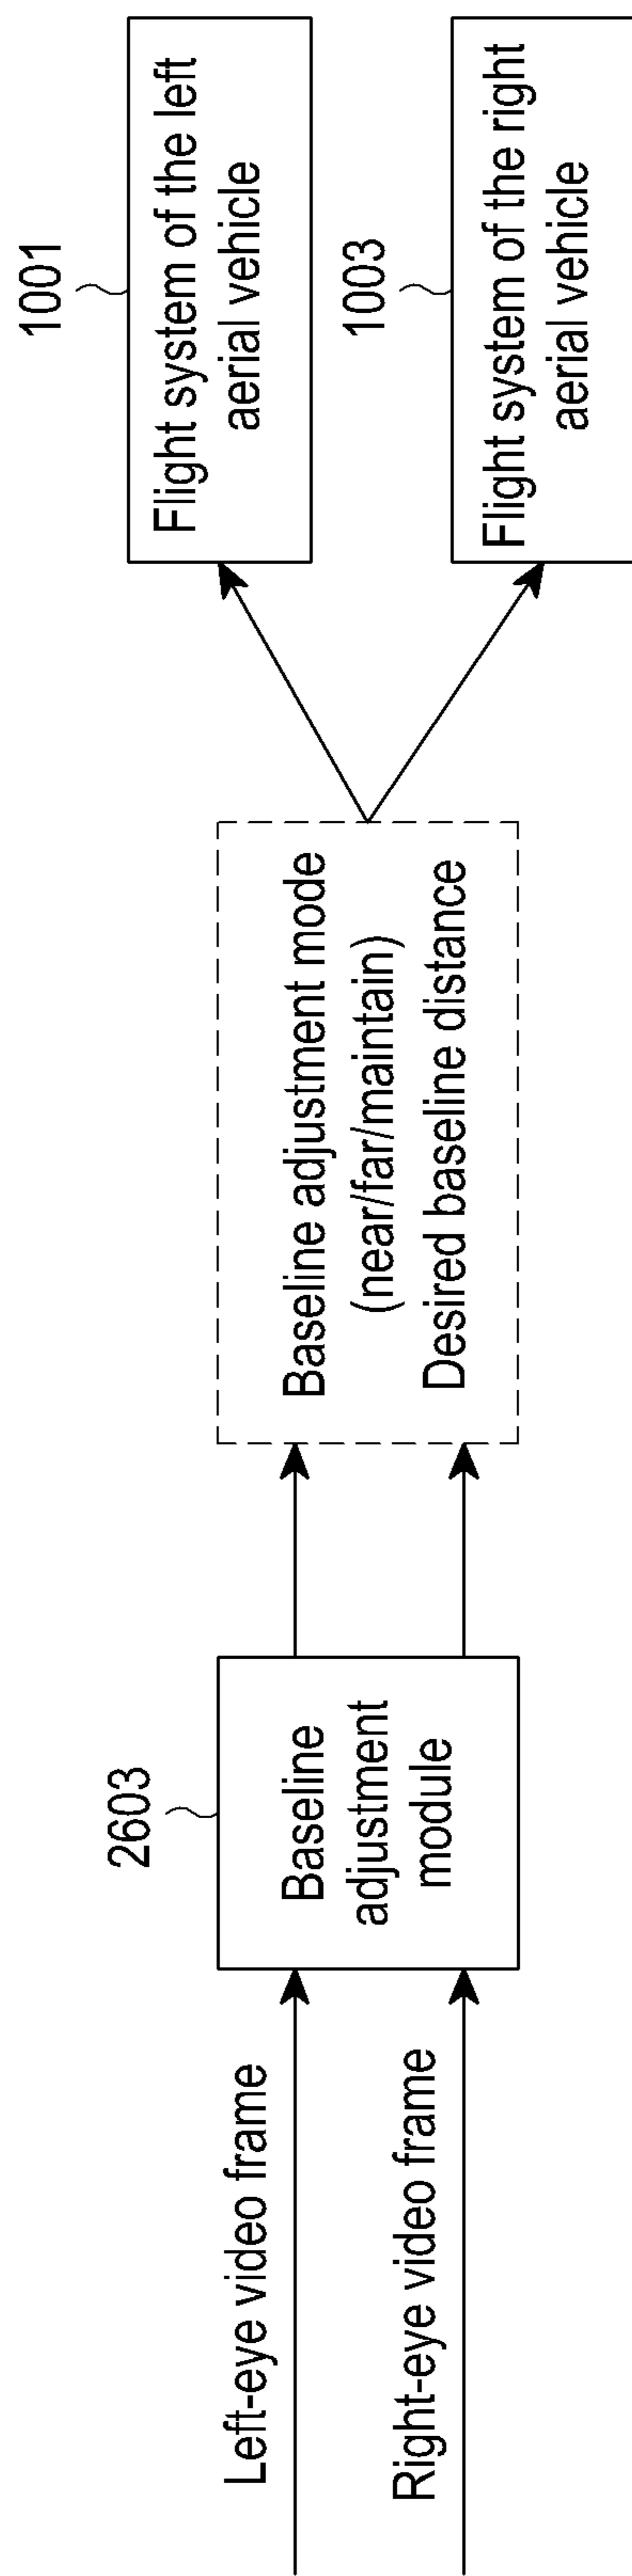 Left-eye video frame
Right-eye video frame
2603
Baseline
adjustment
module
Baseline adjustment mode
(near/far/maintain)
Desired baseline distance
1001
Flight system of the left
aerial vehicle
1003
Flight system of the right
aerial vehicle